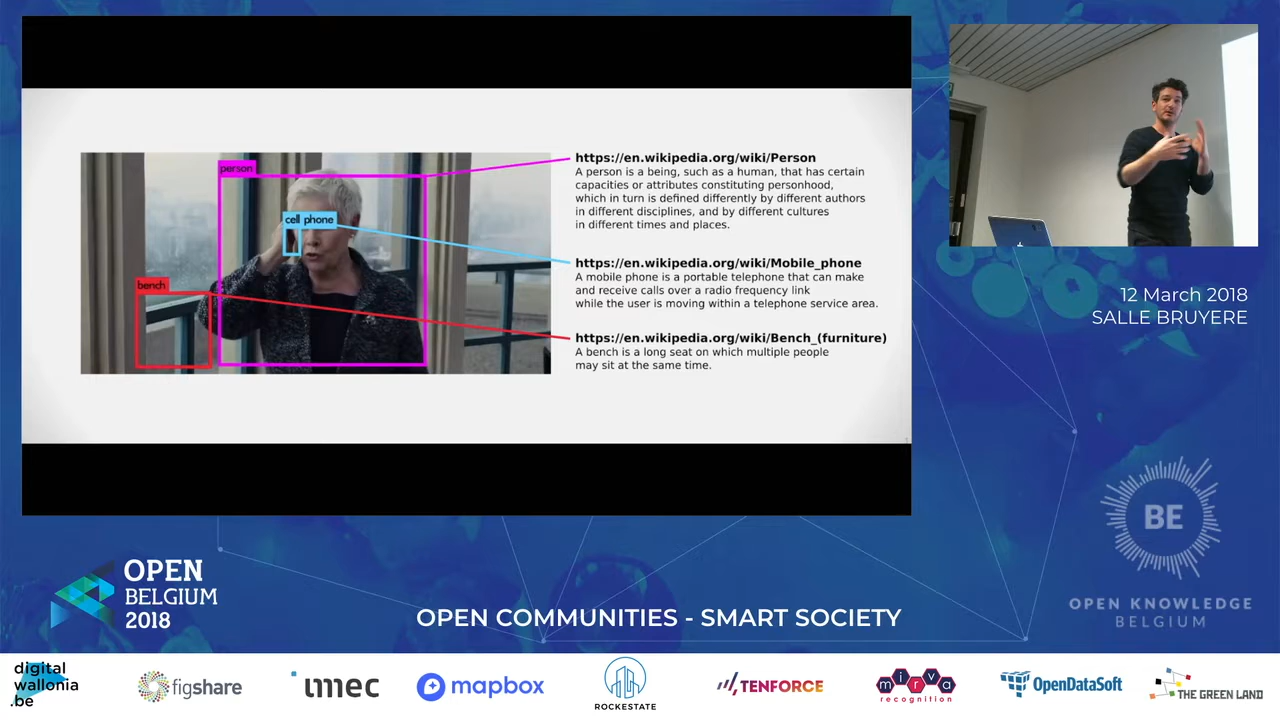 person
cell phone
bench
https://en.wikipedia.org/wiki/Person
A person is a being, such as a human, that has certain
capacities or attributes constituting personhood,
which in turn is defined differently by different authors
in different disciplines, and by different cultures
in different times and places.
https://en.wikipedia.org/wiki/Mobile_phone
A mobile phone is a portable telephone that can make
and receive calls over a radio frequency link
while the user is moving within a telephone service area.
https://en.wikipedia.org/wiki/Bench_(furniture)
A bench is a long seat on which multiple people
may sit at the same time.
12 March 2018
SALLE BRUYERE
BE
OPEN KNOWLEDGE
BELGIUM
OPEN
BELGIUM
2018
OPEN COMMUNITIES - SMART SOCIETY
digital
wallonia
.be
figshare
imec
mapbox
ROCKESTATE
TENFORCE
mirva
recognition
OpenDataSoft
THE GREEN LAND